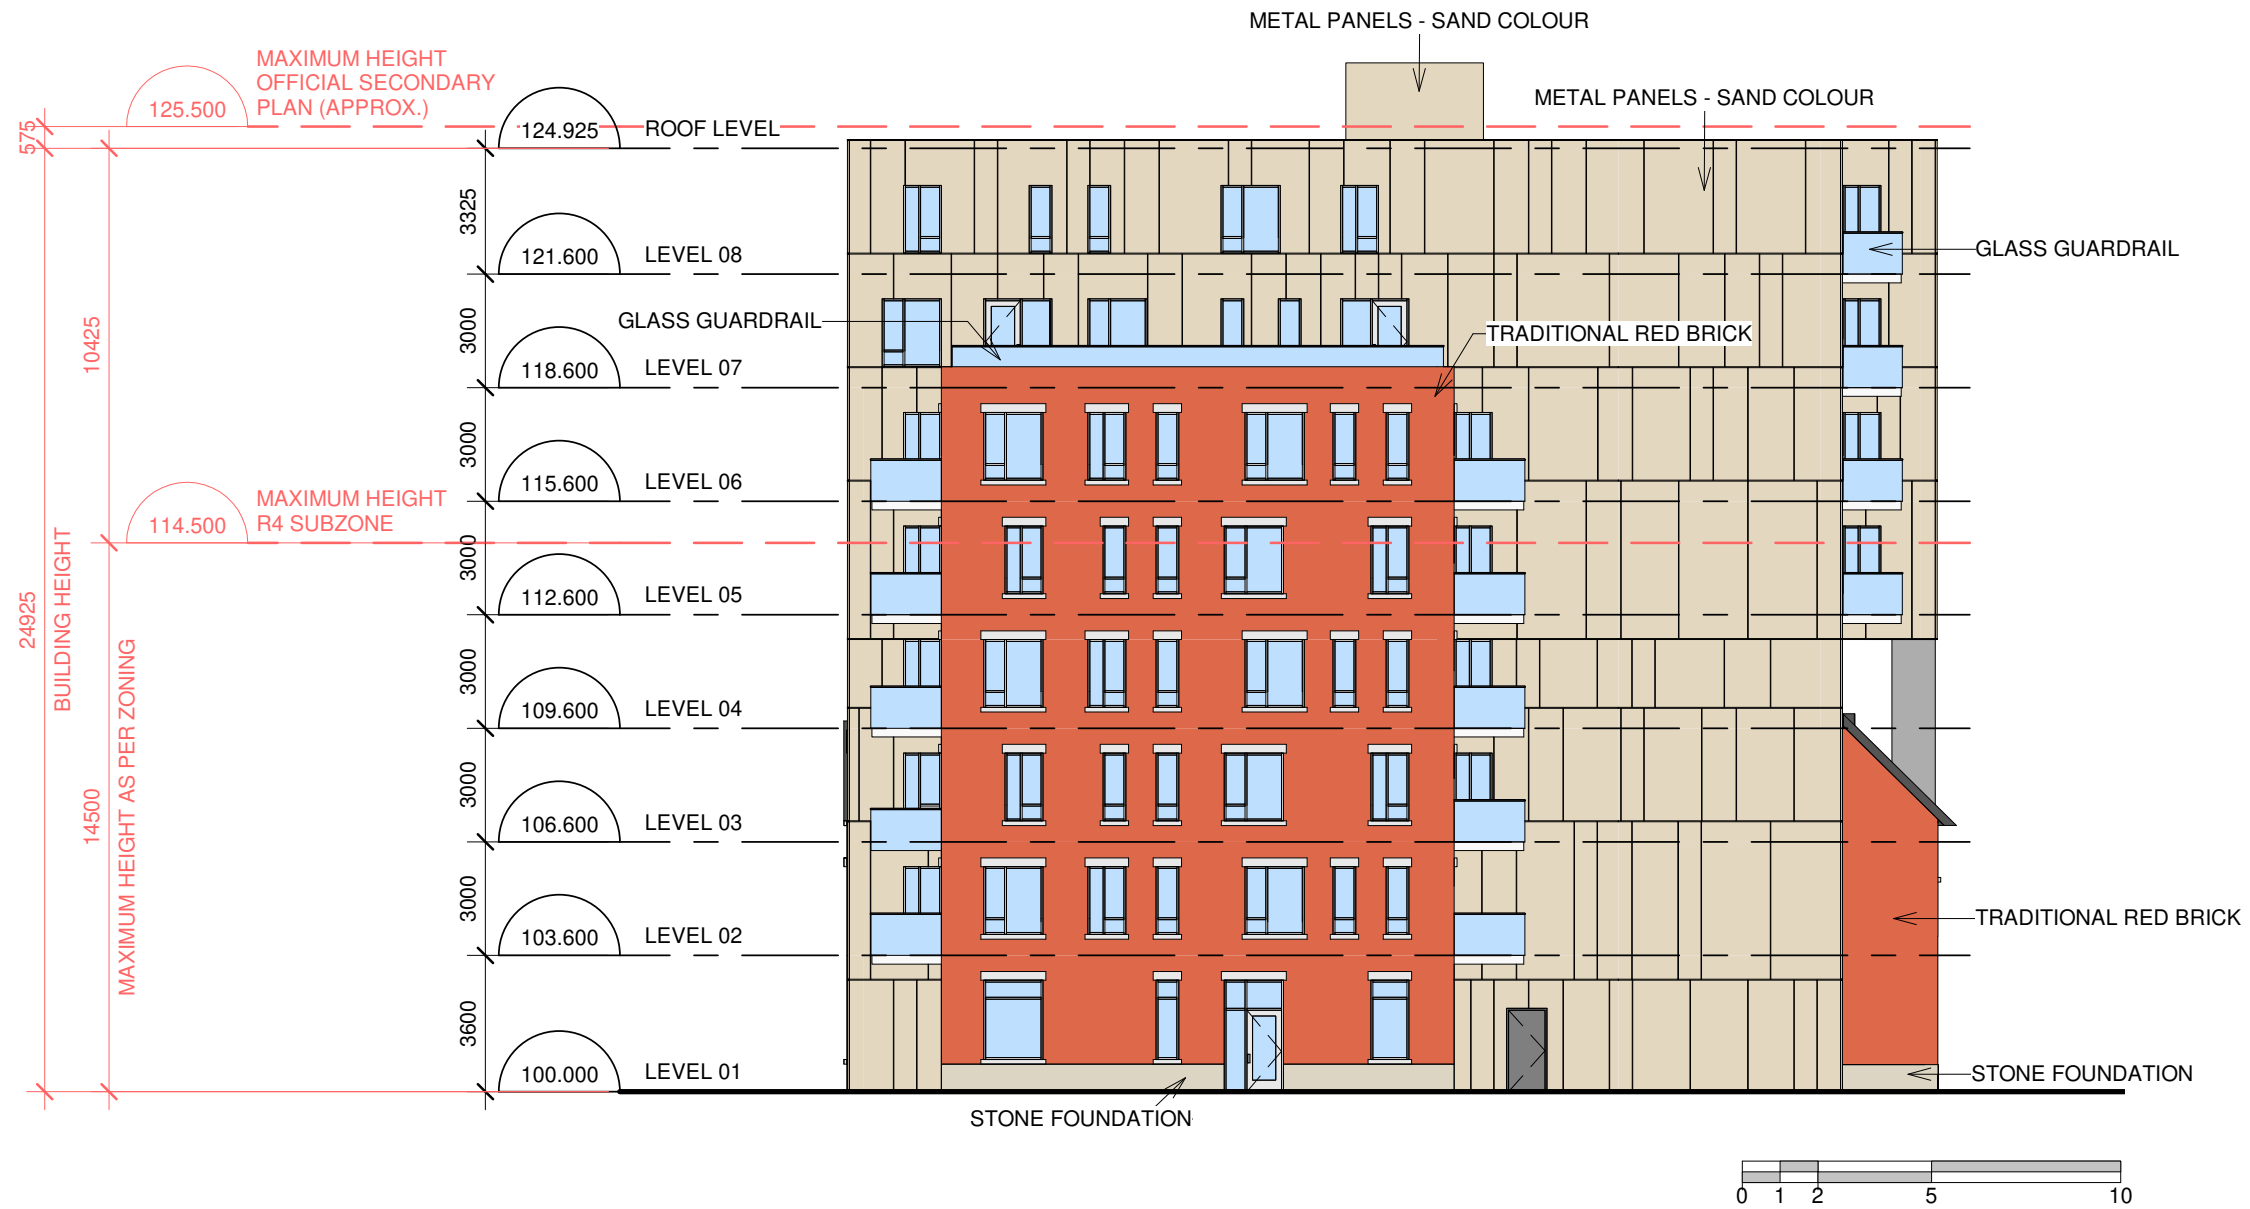 METAL PANELS - SAND COLOUR
MAXIMUM HEIGHT
OFFICIAL SECONDARY
PLAN (APPROX.)
125.500
METAL PANELS - SAND COLOUR
575
124.925
ROOF LEVEL
3325
121.600
LEVEL 08
GLASS GUARDRAIL
3000
10425
GLASS GUARDRAIL
TRADITIONAL RED BRICK
118.600
LEVEL 07
3000
115.600
LEVEL 06
MAXIMUM HEIGHT
R4 SUBZONE
114.500
3000
112.600
LEVEL 05
24925
BUILDING HEIGHT
3000
109.600
LEVEL 04
14500
MAXIMUM HEIGHT AS PER ZONING
3000
106.600
LEVEL 03
3000
TRADITIONAL RED BRICK
103.600
LEVEL 02
3600
100.000
LEVEL 01
STONE FOUNDATION
STONE FOUNDATION
0 1 2 5 10